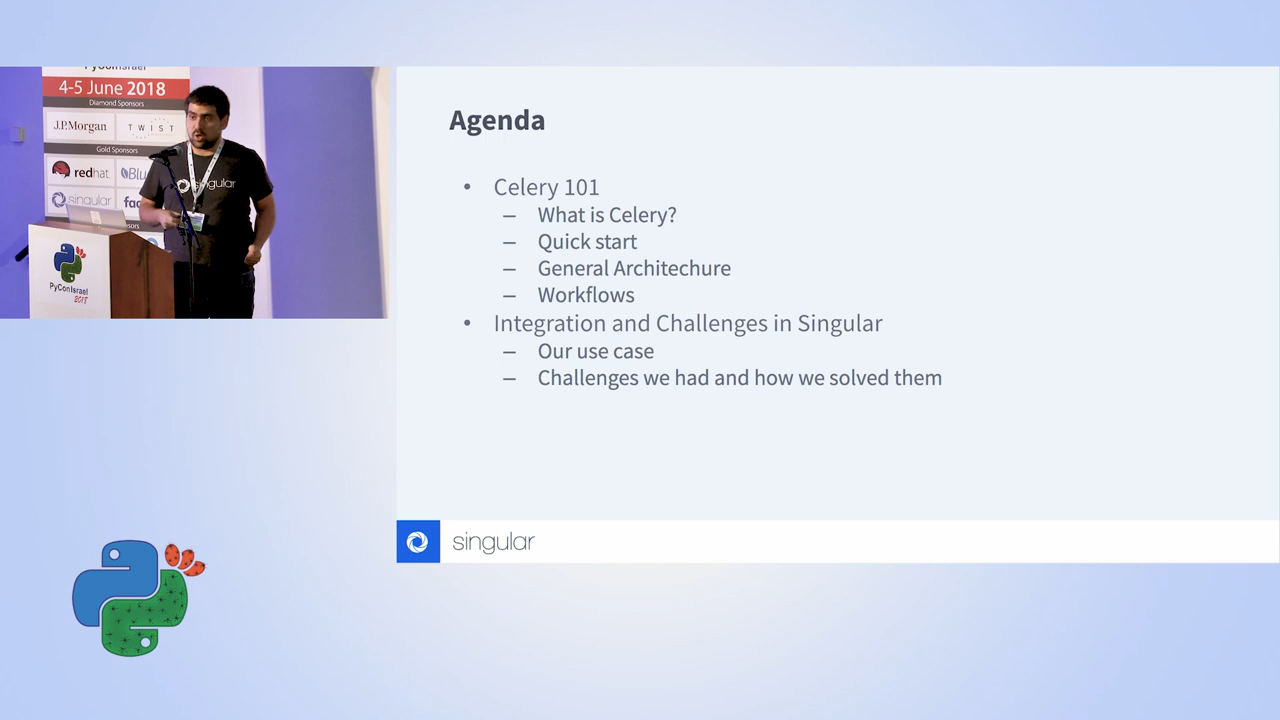 PyConIsrael
4-5 June 2018
Diamond Sponsors
J.P.Morgan
TWIST
Gold Sponsors
redhat.
singular
singular
PyConIsrael
2018
Agenda
• Celery 101
– What is Celery?
– Quick start
– General Architechure
– Workflows
• Integration and Challenges in Singular
– Our use case
– Challenges we had and how we solved them
singular